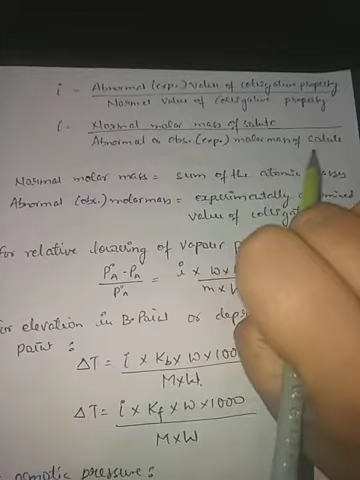 i = Abnormal (exp.) value of colligative property
Normal value of colligative property
i = Normal molar mass of solute
Abnormal or obs. (exp.) molar mass of solute
Normal molar mass = sum of the atomic masses
Abnormal (obs.) molar mass = experimentally
value of
For relative lowering of vapour
P°A - PA / P°A = i × W ×
m × W
in elevation in B. Point or
point :
ΔT = i × Kb × W × 1000
M × W
ΔT = i × Kf × W × 1000
M × W
osmotic pressure :